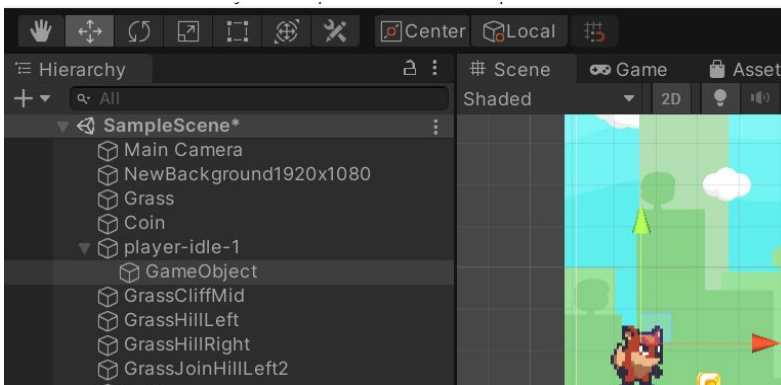 Center Local
Hierarchy
# Scene Game Asset
All
Shaded 2D
SampleScene*
Main Camera
NewBackground1920x1080
Grass
Coin
player-idle-1
GameObject
GrassCliffMid
GrassHillLeft
GrassHillRight
GrassJoinHillLeft2